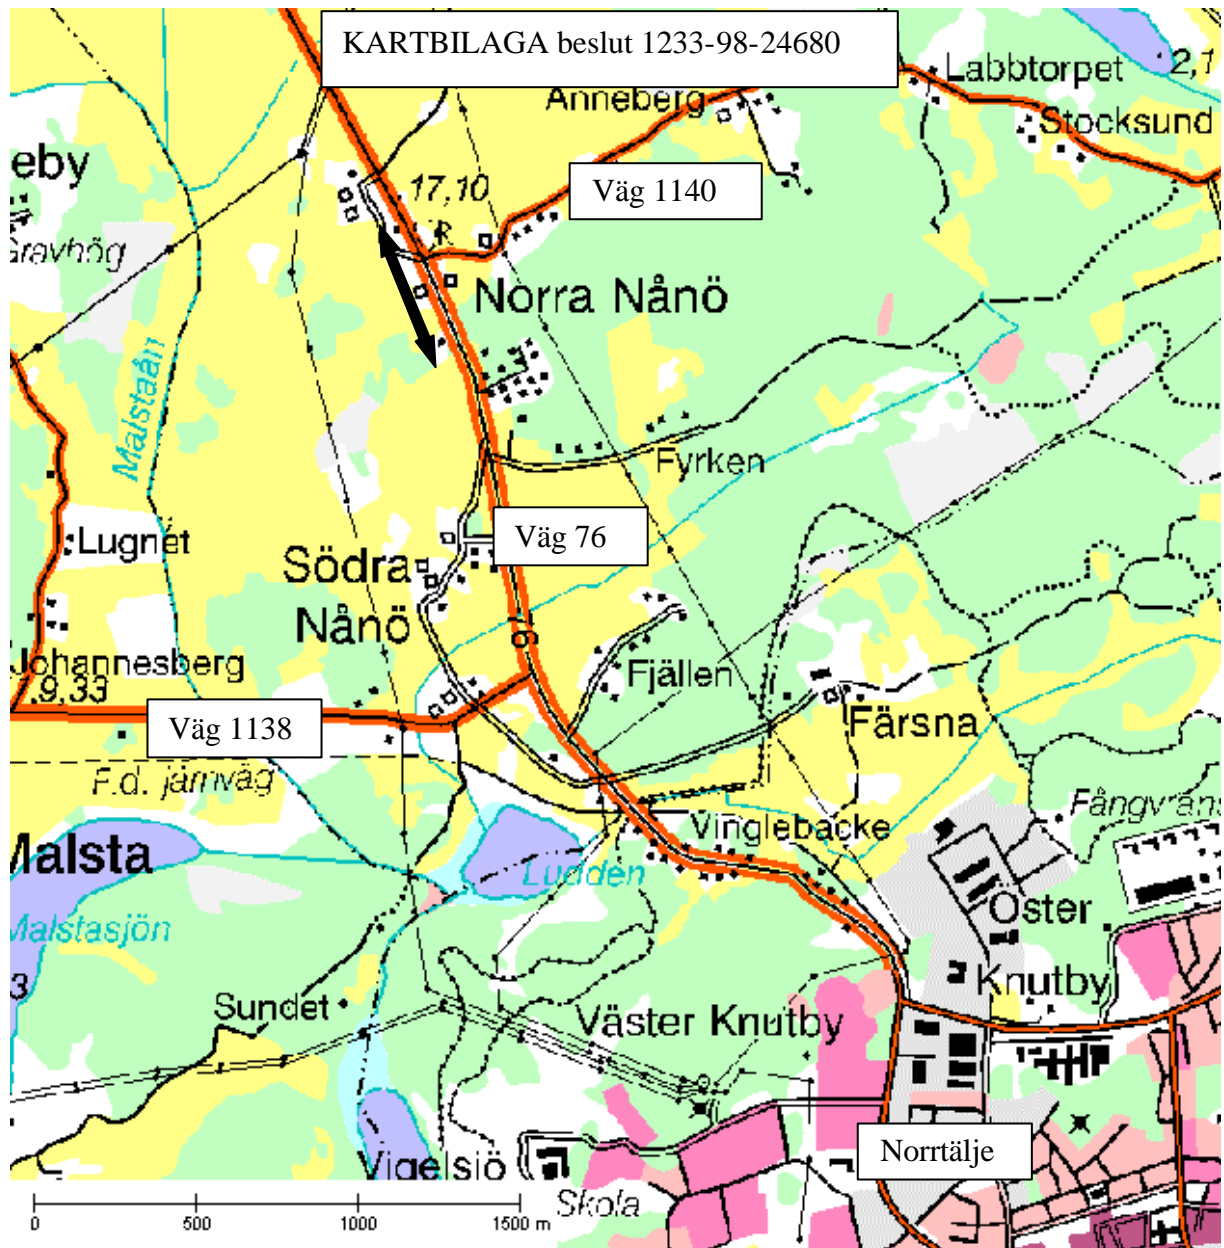 KARTBILAGA beslut 1233-98-24680
Labbtorpet
2,1
Anneberg
Stocksund
eby
17,10
Väg 1140
Gravhög
Norra Nånö
Malstaån
Fyrken
Lugnet
Väg 76
Södra
Nånö
76
Johannesberg
Fjällen
9,33
Väg 1138
Färsna
F.d. järnväg
Vinglebacke
Malsta
Ludden
Öster
Knutby
Malstasjön
3
Sundet
Väster Knutby
Norrtälje
Vigelsjö
Skola
0 500 1000 1500 m